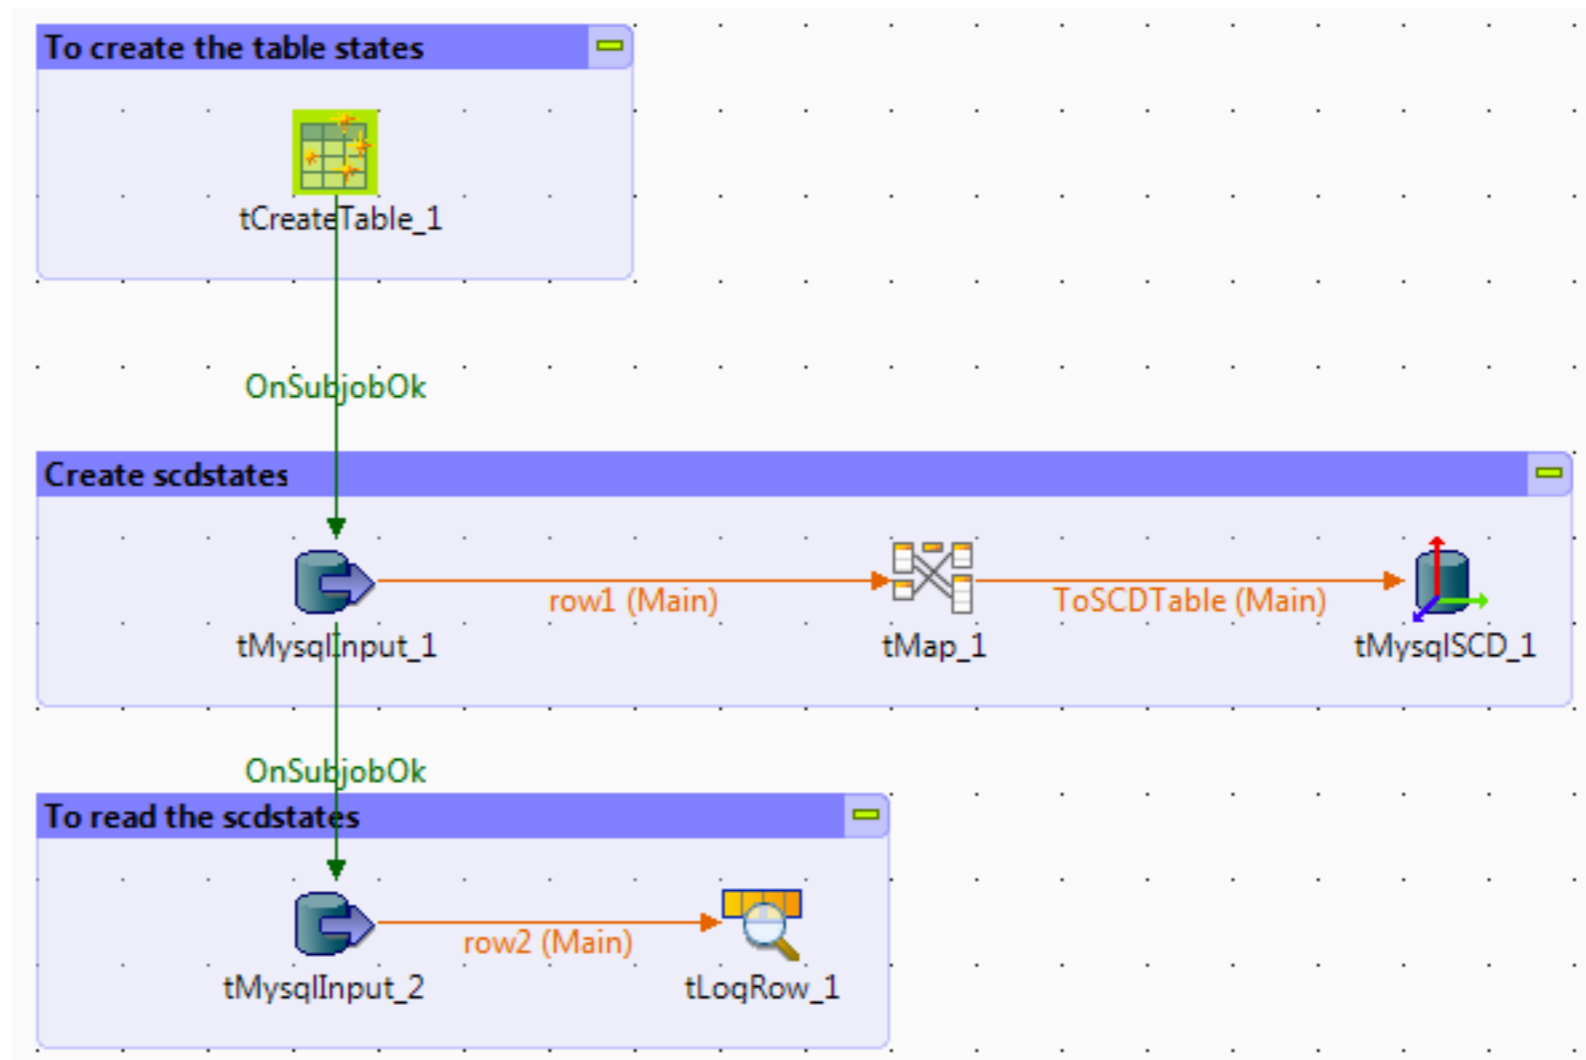 To create the table states
tCreateTable_1
OnSubjobOk
Create scdstates
row1 (Main)
ToSCDTable (Main)
tMysqlInput_1
tMap_1
tMysqlSCD_1
OnSubjobOk
To read the scdstates
row2 (Main)
tMysqlInput_2
tLogRow_1